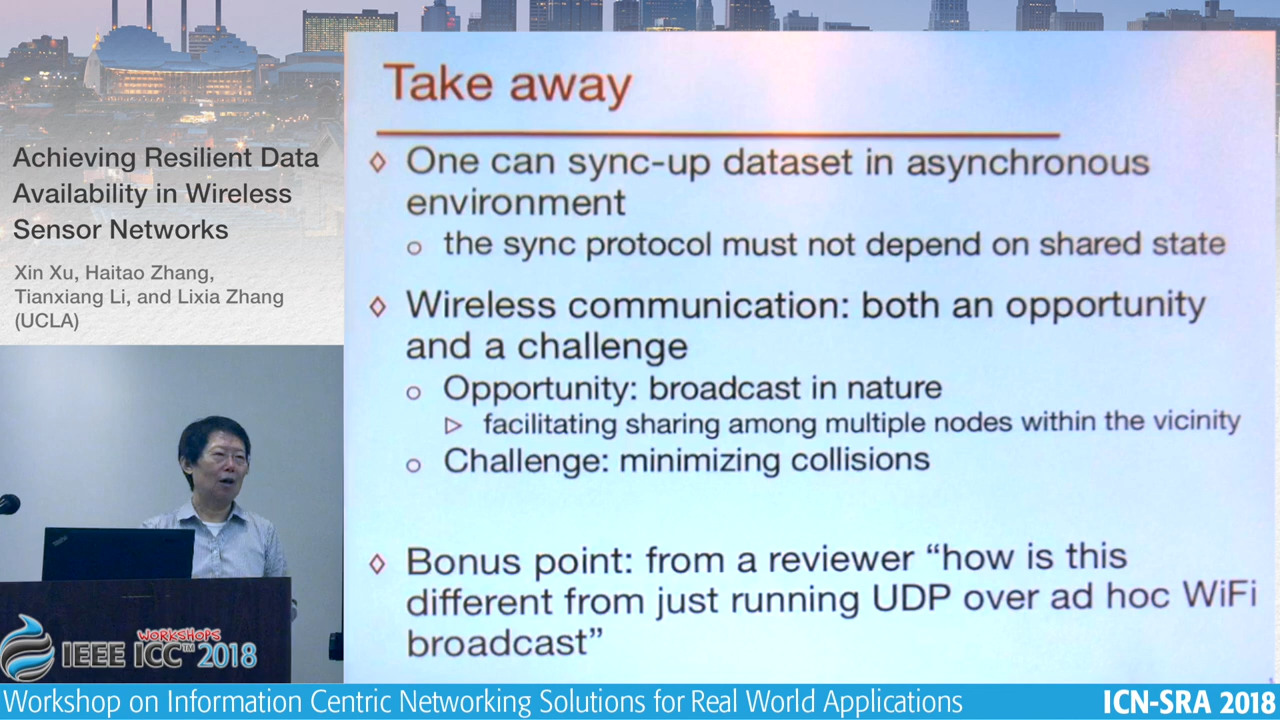 Achieving Resilient Data
Availability in Wireless
Sensor Networks
Xin Xu, Haitao Zhang,
Tianxiang Li, and Lixia Zhang
(UCLA)
Take away
One can sync-up dataset in asynchronous
environment
the sync protocol must not depend on shared state
Wireless communication: both an opportunity
and a challenge
Opportunity: broadcast in nature
facilitating sharing among multiple nodes within the vicinity
Challenge: minimizing collisions
Bonus point: from a reviewer “how is this
different from just running UDP over ad hoc WiFi
broadcast”
WORKSHOPS
IEEE ICC™ 2018
Workshop on Information Centric Networking Solutions for Real World Applications
ICN-SRA 2018